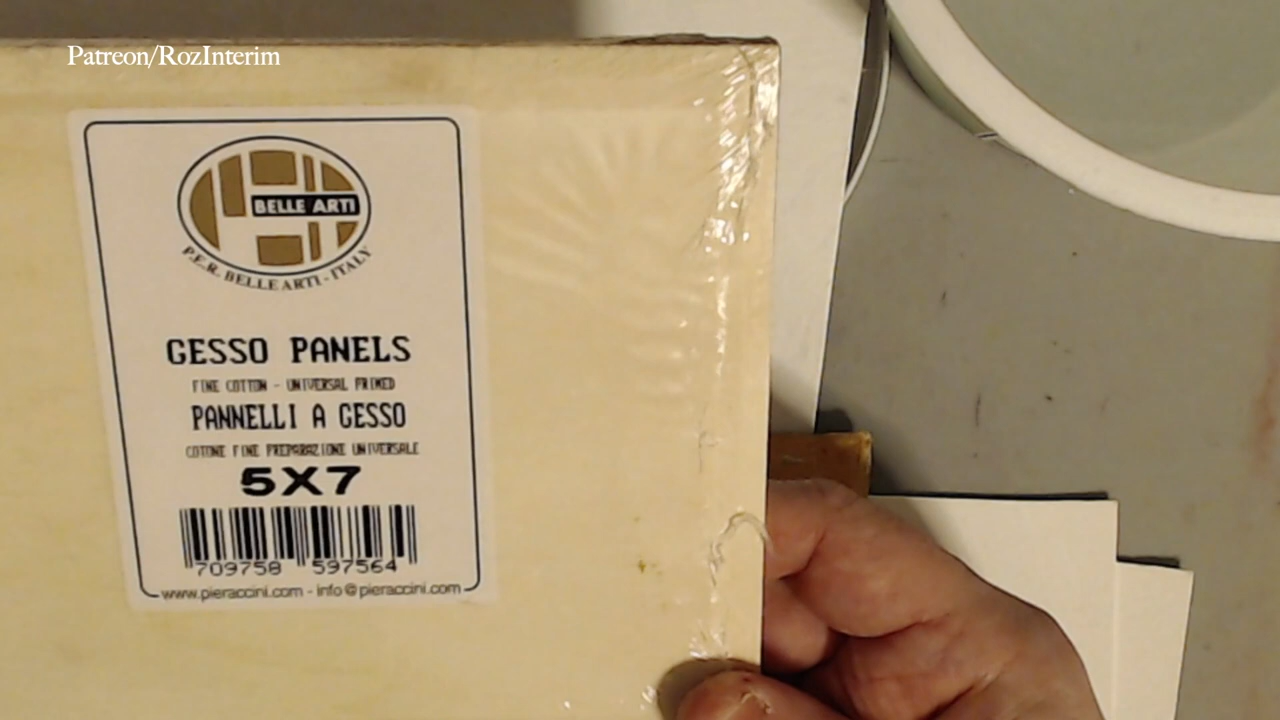 Patreon/RozInterim
BELLE ARTI
P.E.R. BELLE ARTI - ITALY
GESSO PANELS
FINE COTTON - UNIVERSAL PRIMED
PANNELLI A GESSO
COTONE FINE PREPARAZIONE UNIVERSALE
5X7
709758 597564
www.pieraccini.com - info@pieraccini.com